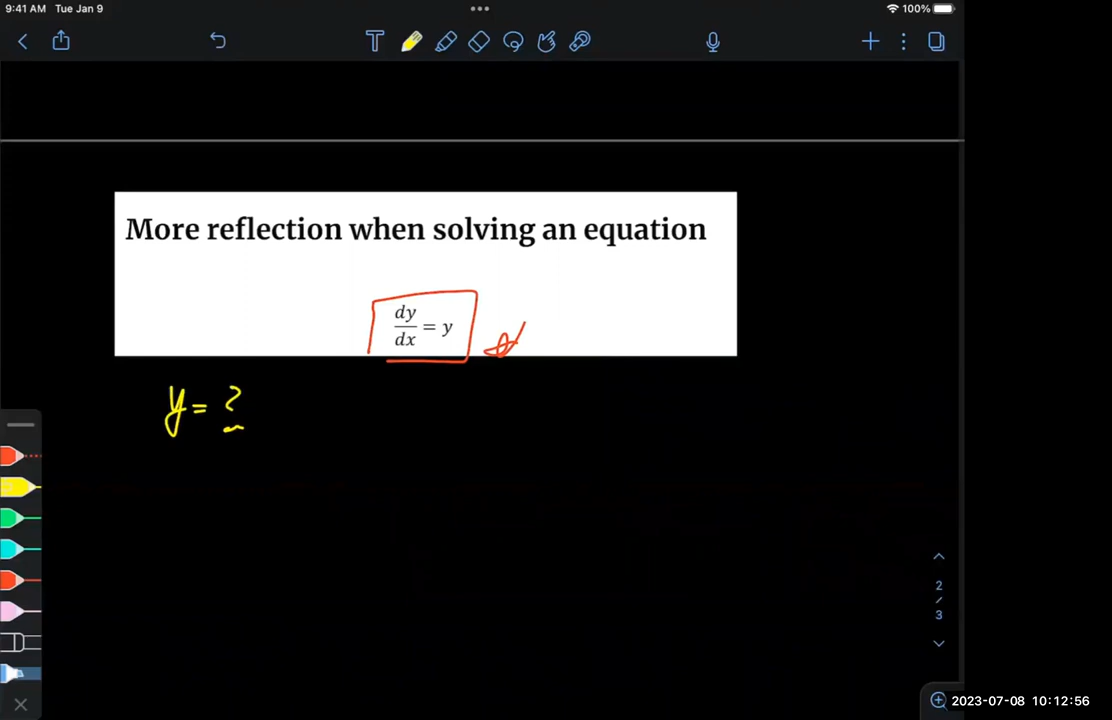 9:41 AM Tue Jan 9
100%
More reflection when solving an equation
dy/dx = y
y = ?
2
/
3
2023-07-08 10:12:56